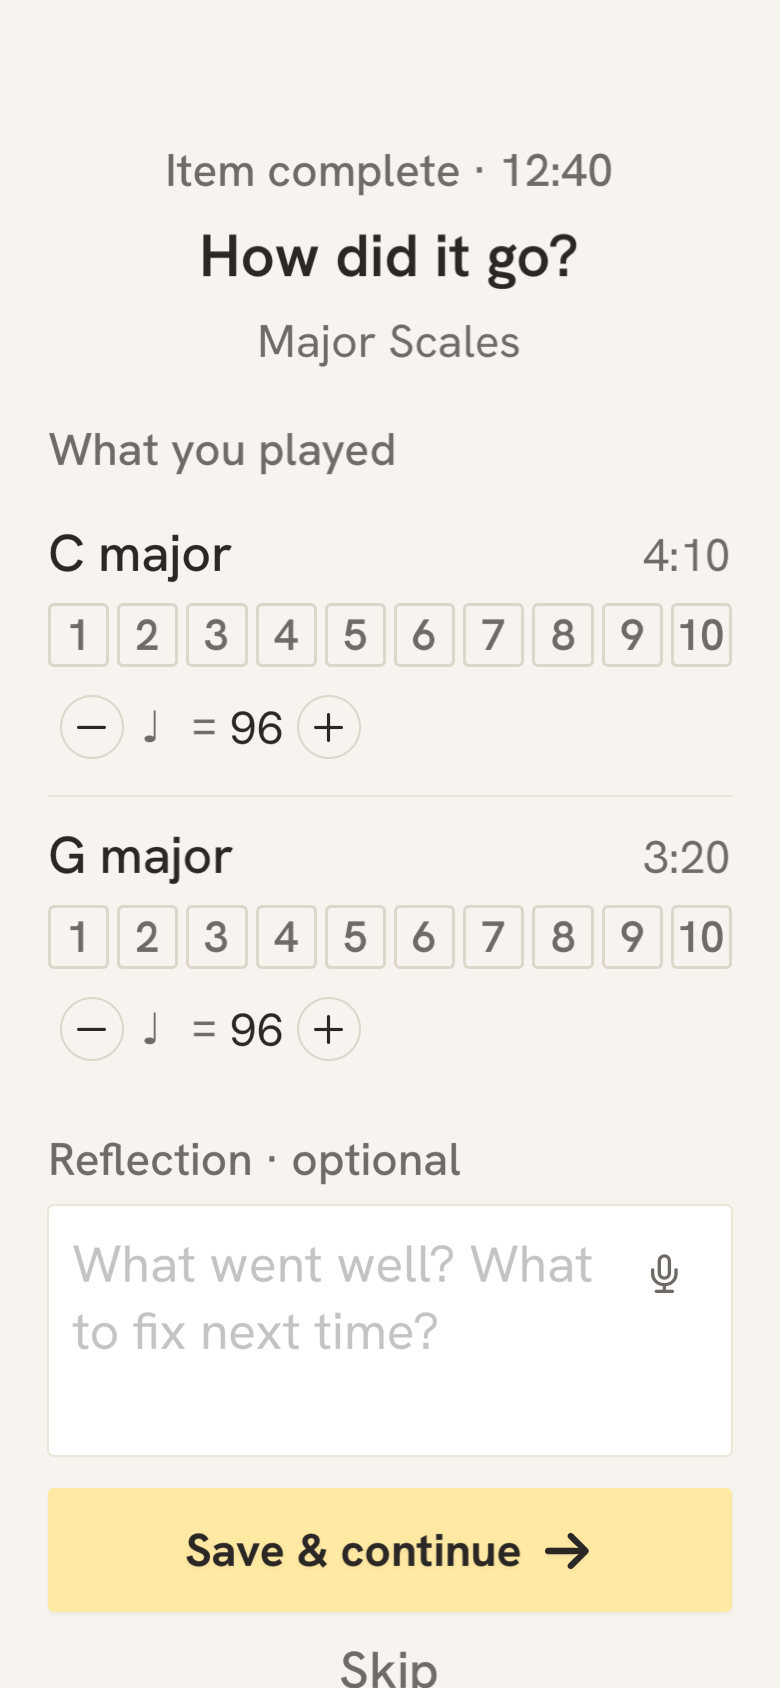 Item complete · 12:40
How did it go?
Major Scales
What you played
C major 4:10
1 2 3 4 5 6 7 8 9 10
− ♩ = 96 +
G major 3:20
1 2 3 4 5 6 7 8 9 10
− ♩ = 96 +
Reflection · optional
What went well? What
to fix next time?
Save & continue →
Skip